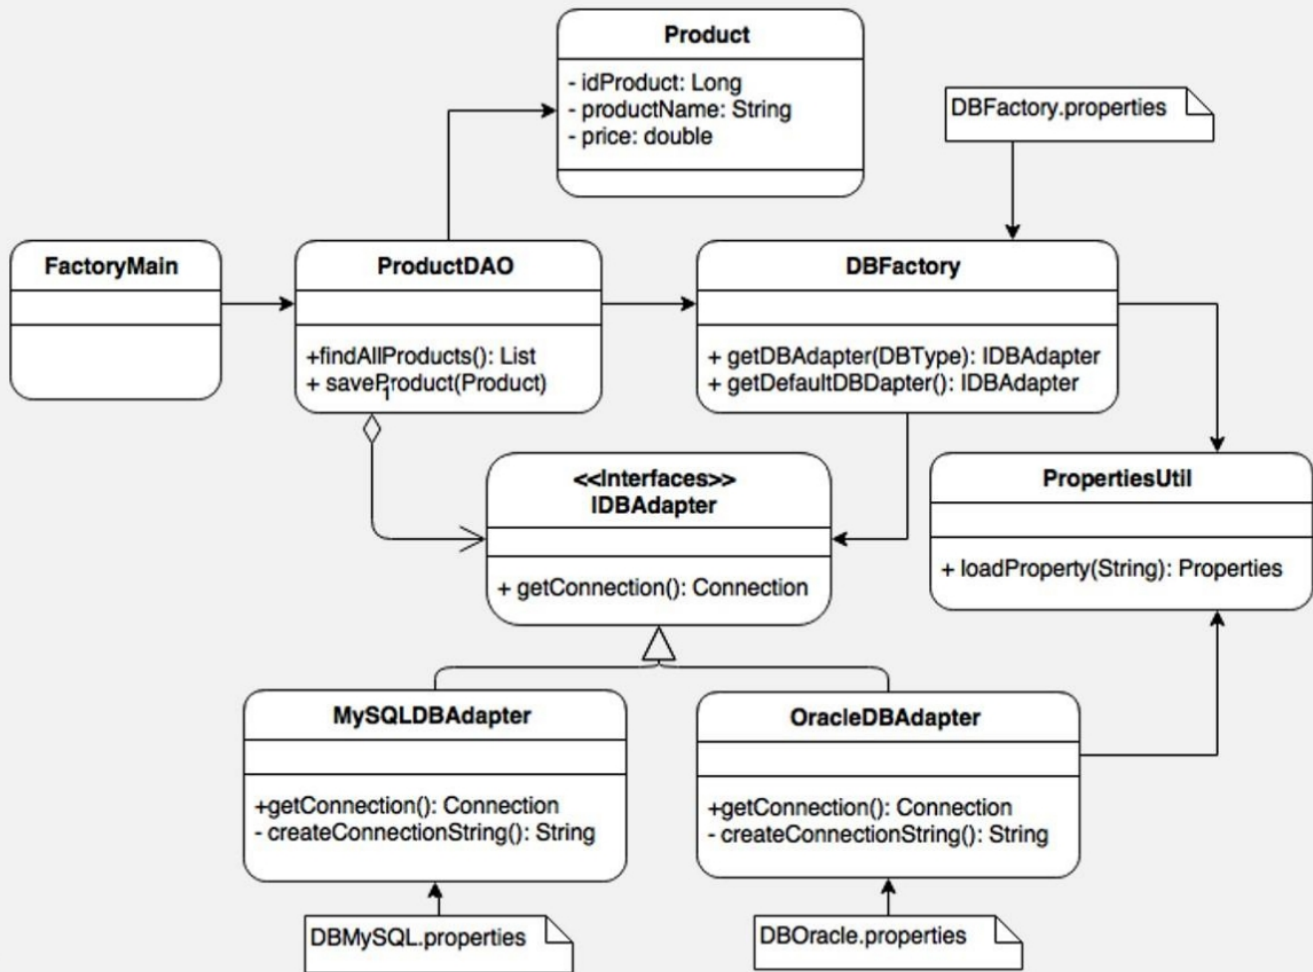 Product
- idProduct: Long
- productName: String
- price: double
DBFactory.properties
FactoryMain
ProductDAO
+findAllProducts(): List
+ saveProduct(Product)
DBFactory
+ getDBAdapter(DBType): IDBAdapter
+ getDefaultDBDapter(): IDBAdapter
<<Interfaces>>
IDBAdapter
+ getConnection(): Connection
PropertiesUtil
+ loadProperty(String): Properties
MySQLDBAdapter
+getConnection(): Connection
- createConnectionString(): String
OracleDBAdapter
+getConnection(): Connection
- createConnectionString(): String
DBMySQL.properties
DBOracle.properties